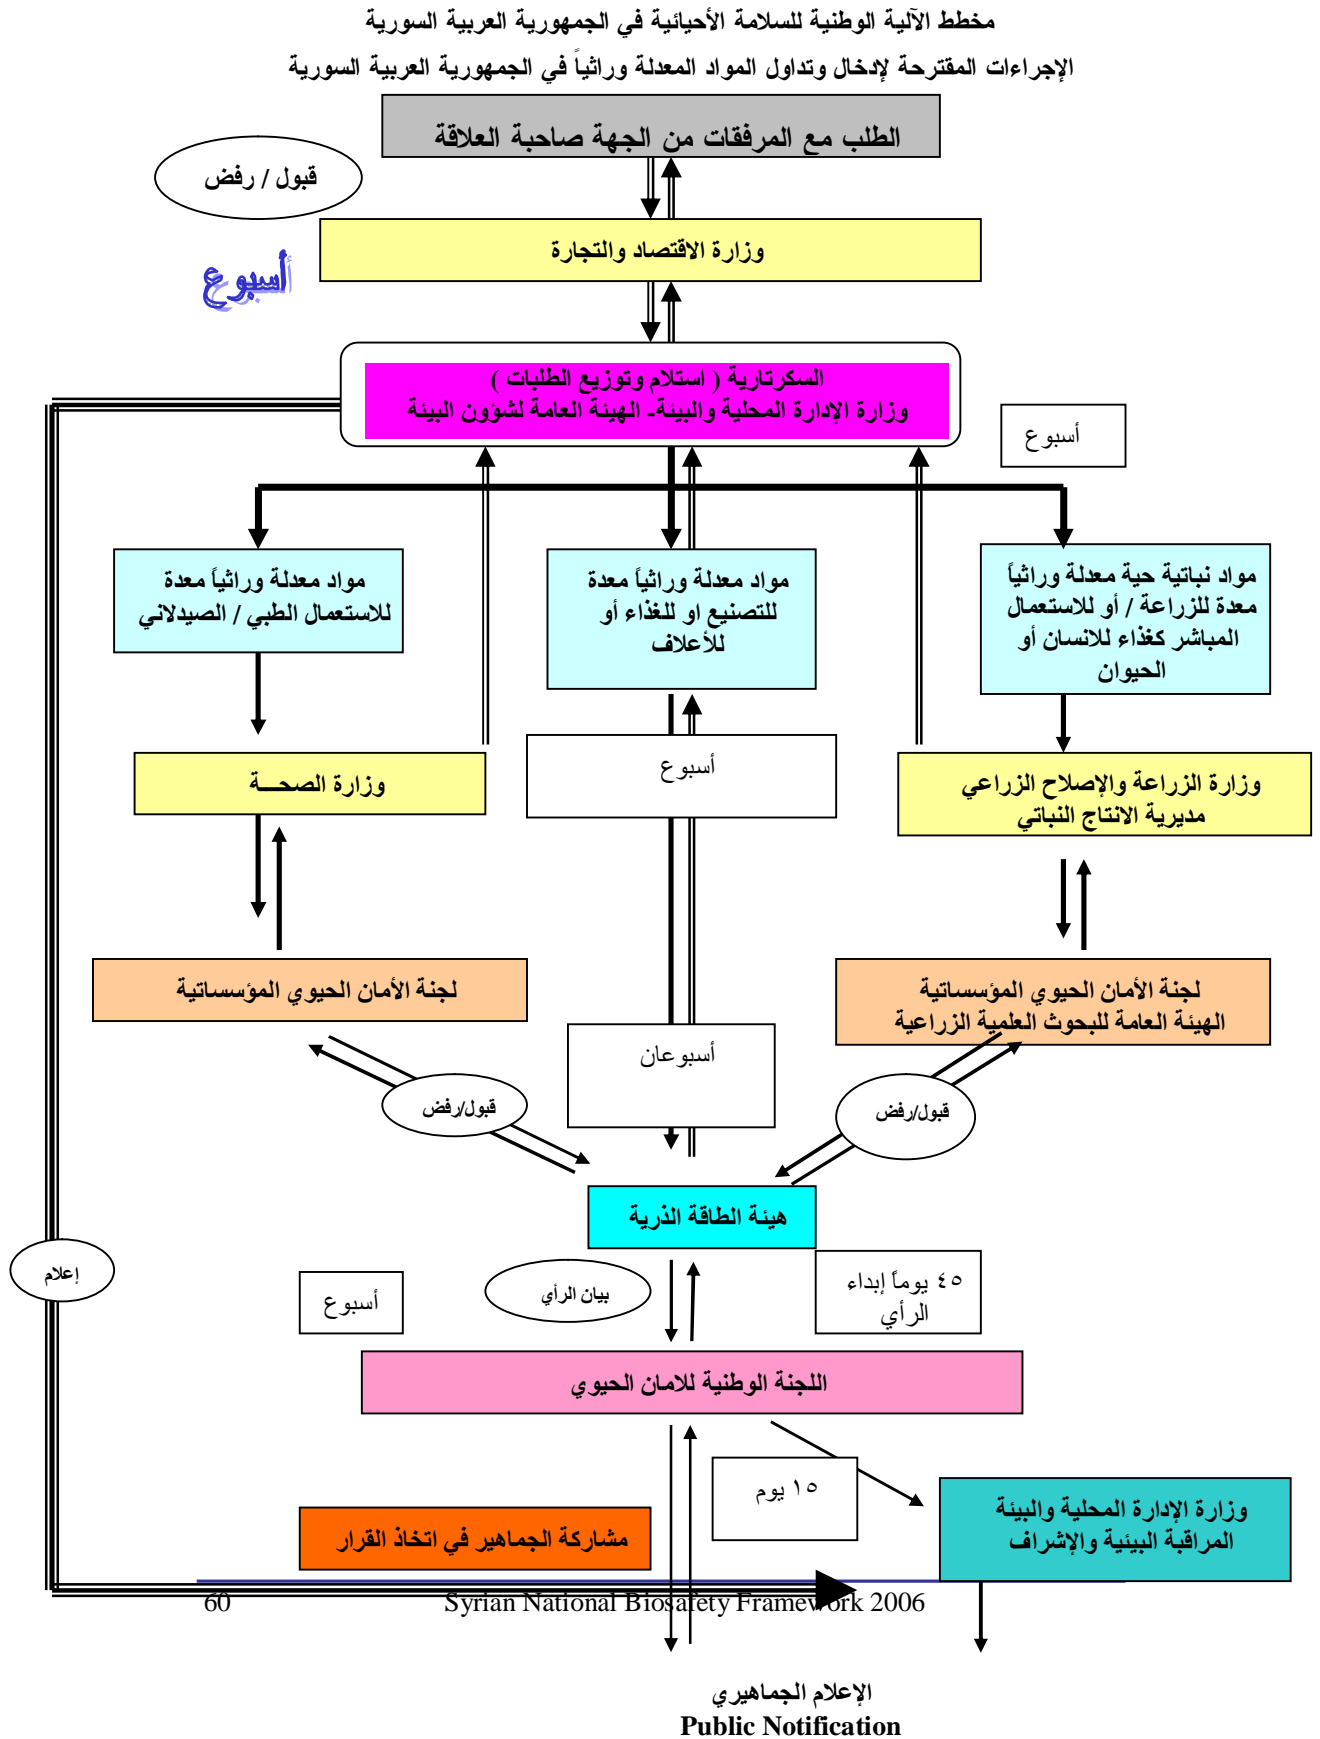 مخطط الآلية الوطنية للسلامة الأحيائية في الجمهورية العربية السورية
الإجراءات المقترحة لإدخال وتداول المواد المعدلة وراثياً في الجمهورية العربية السورية
الطلب مع المرفقات من الجهة صاحبة العلاقة
قبول / رفض
وزارة الاقتصاد والتجارة
أسبوع
السكرتارية ( استلام وتوزيع الطلبات )
وزارة الإدارة المحلية والبيئة- الهيئة العامة لشؤون البيئة
أسبوع
مواد نباتية حية معدلة وراثياً
معدة للزراعة / أو للاستعمال
المباشر كغذاء للانسان أو
الحيوان
مواد معدلة وراثياً معدة
للتصنيع او للغذاء أو
للأعلاف
مواد معدلة وراثياً معدة
للاستعمال الطبي / الصيدلاني
أسبوع
وزارة الزراعة والإصلاح الزراعي
مديرية الانتاج النباتي
وزارة الصحـــة
لجنة الأمان الحيوي المؤسساتية
الهيئة العامة للبحوث العلمية الزراعية
لجنة الأمان الحيوي المؤسساتية
أسبوعان
قبول/رفض
قبول/رفض
هيئة الطاقة الذرية
٤٥ يوماً إبداء
الرأي
بيان الرأي
أسبوع
إعلام
اللجنة الوطنية للامان الحيوي
١٥ يوم
وزارة الإدارة المحلية والبيئة
المراقبة البيئية والإشراف
مشاركة الجماهير في اتخاذ القرار
60 Syrian National Biosafety Framework 2006
الإعلام الجماهيري
Public Notification